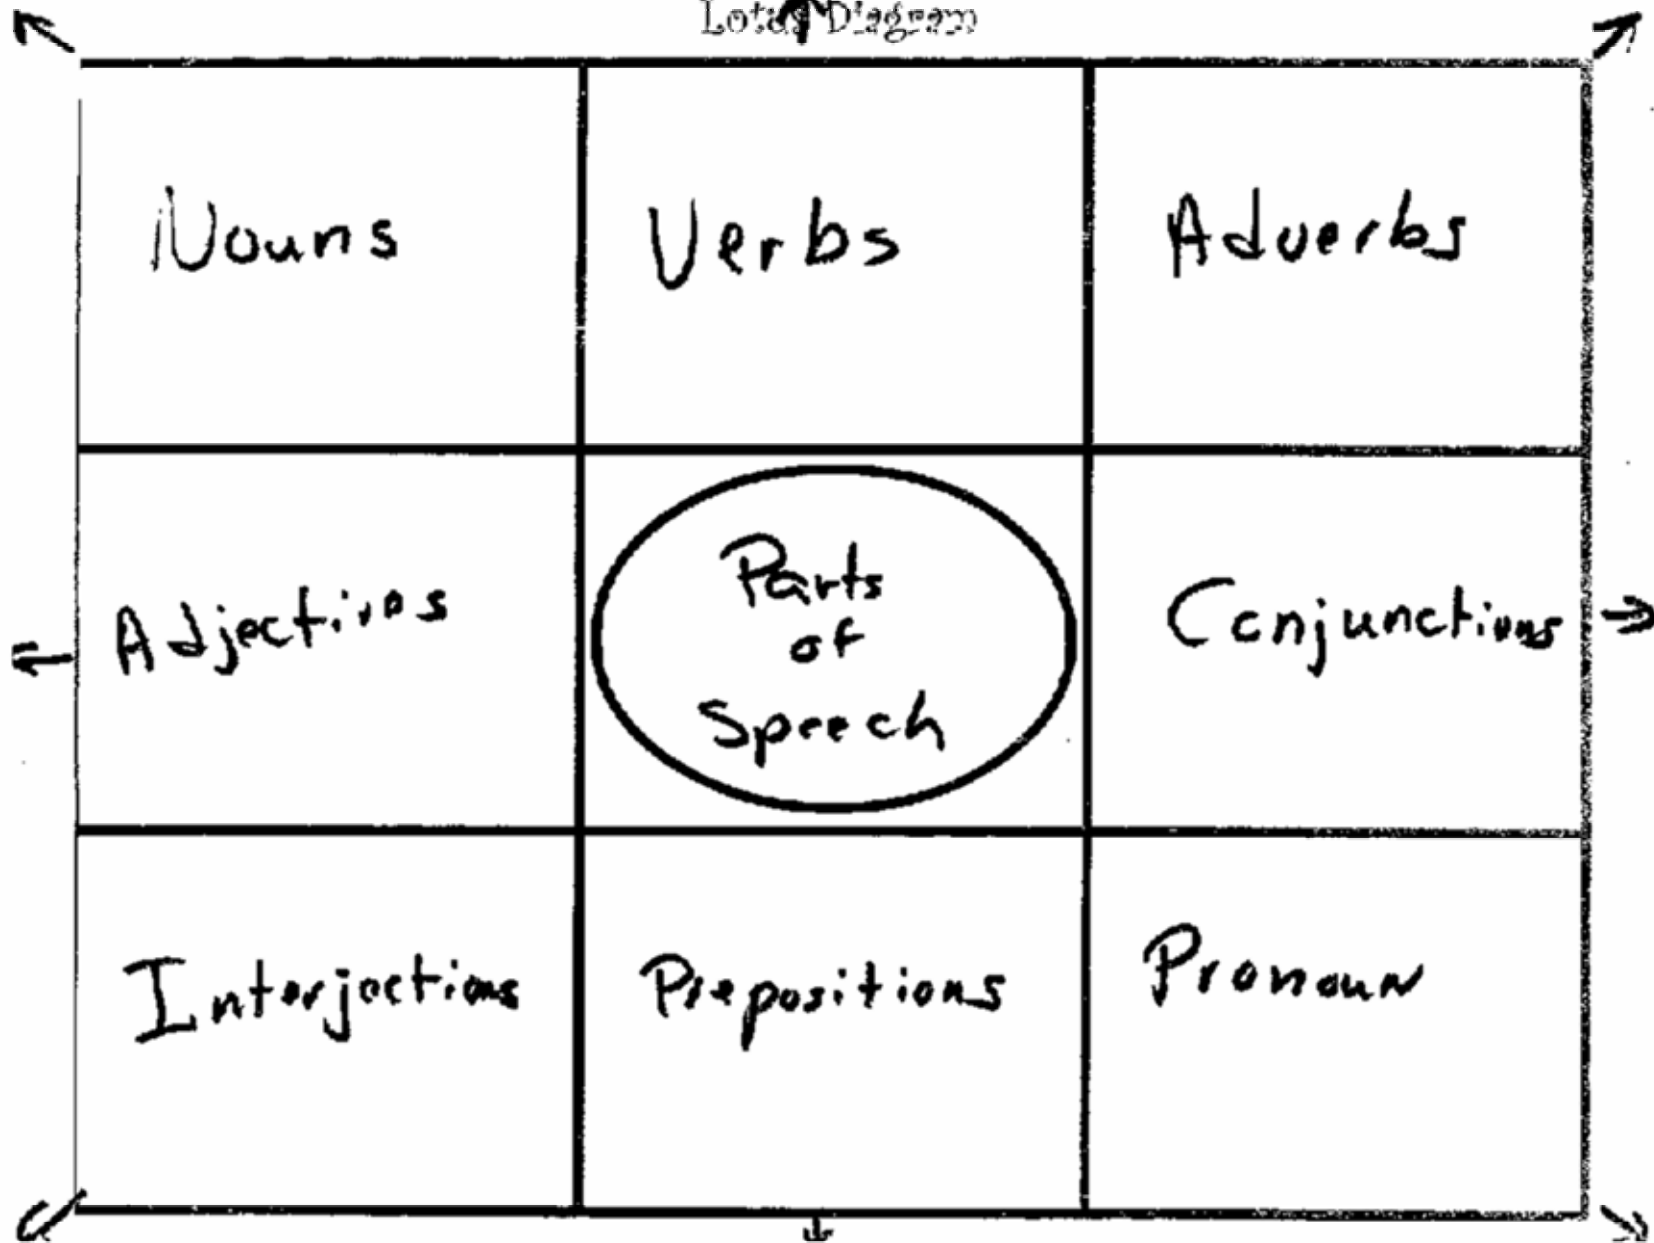 Lotus Diagram
Nouns
Verbs
Adverbs
Adjectives
Parts
of
Speech
Conjunctions
Interjections
Prepositions
Pronoun